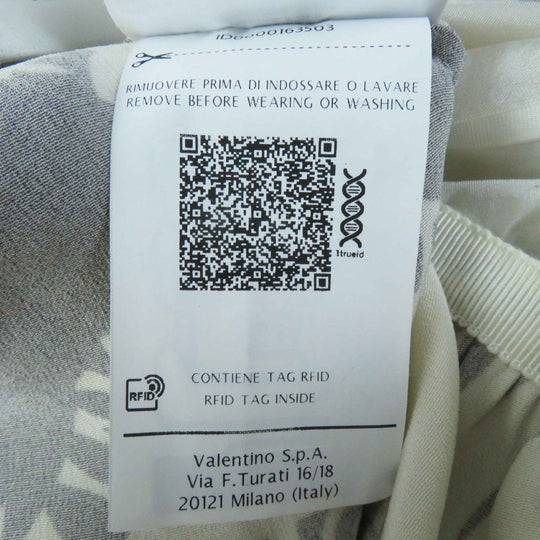 RIMUOVERE PRIMA DI INDOSSARE O LAVARE
REMOVE BEFORE WEARING OR WASHING
1trueid
RFID
CONTIENE TAG RFID
RFID TAG INSIDE
Valentino S.p.A.
Via F.Turati 16/18
20121 Milano (Italy)